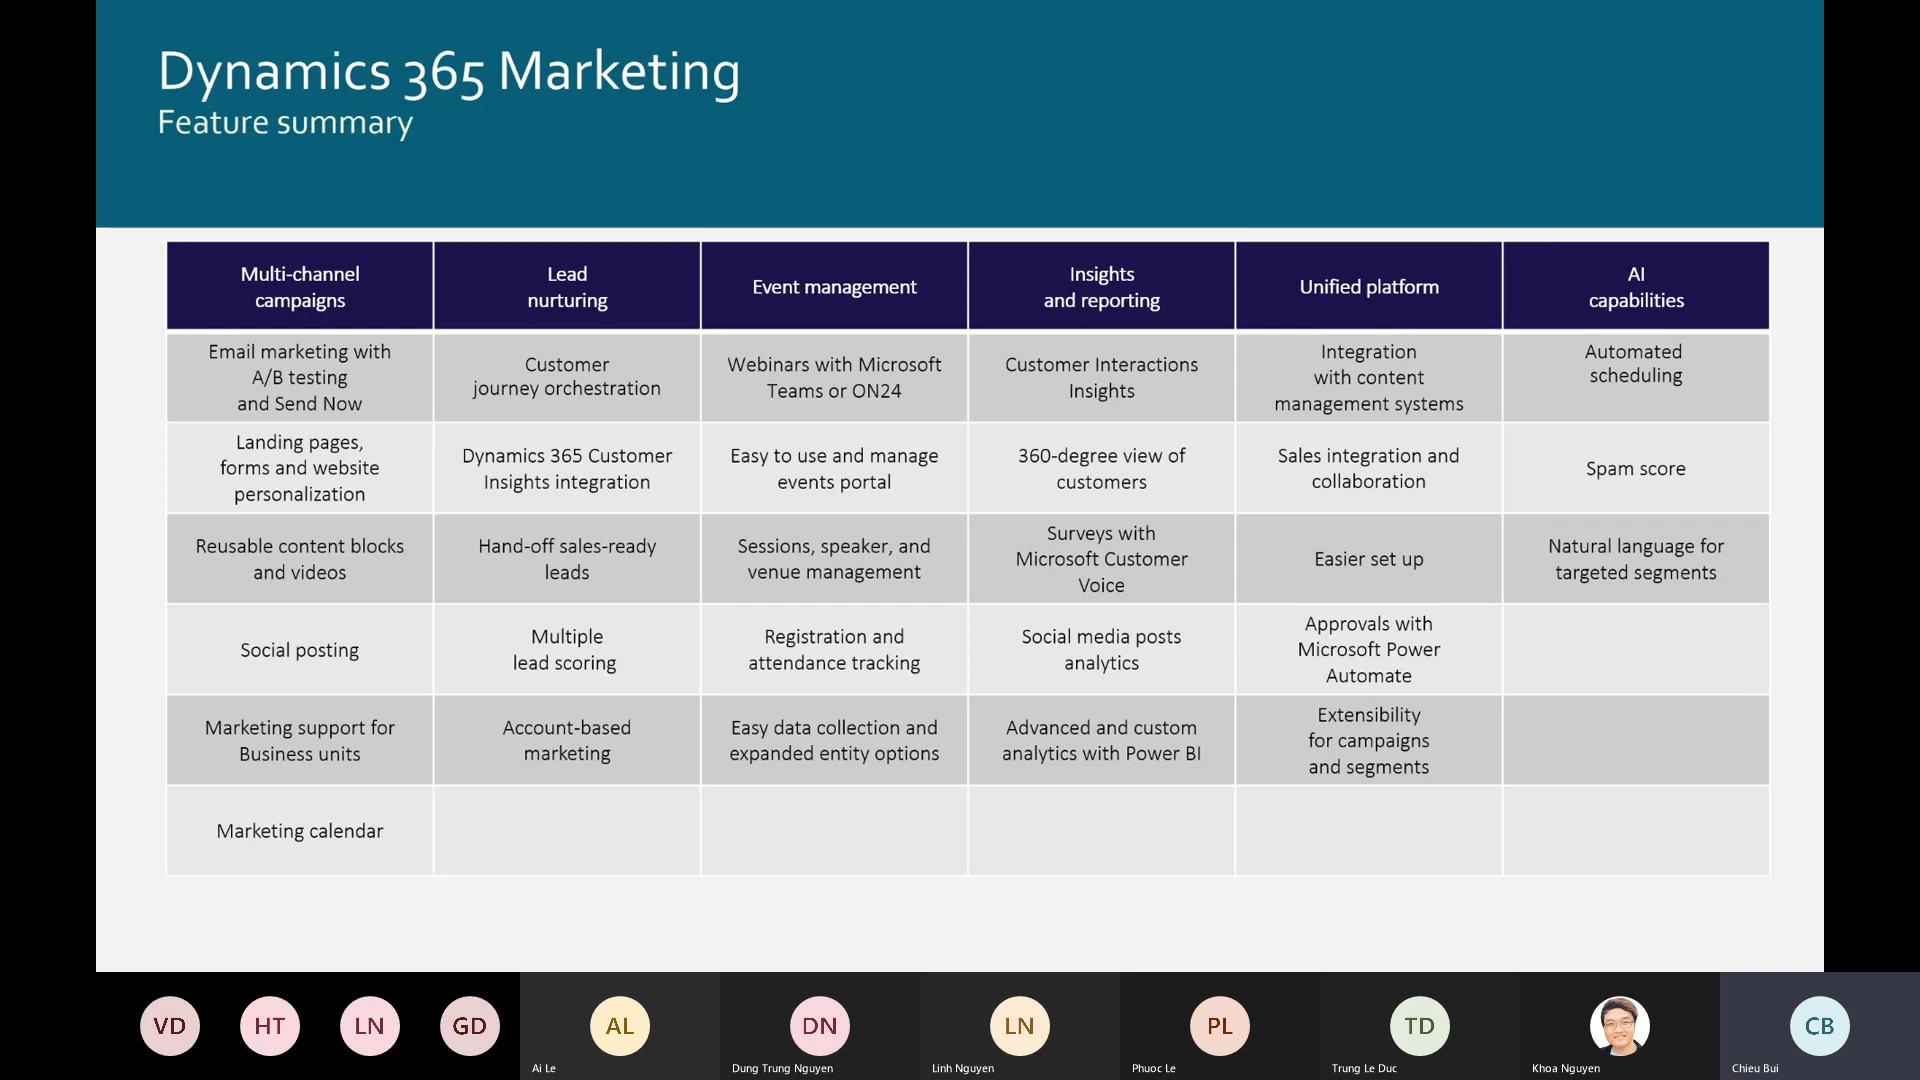 Dynamics 365 Marketing
Feature summary
Multi-channel
campaigns
Lead
nurturing
Event management
Insights
and reporting
Unified platform
AI
capabilities
Email marketing with
A/B testing
and Send Now
Customer
journey orchestration
Webinars with Microsoft
Teams or ON24
Customer Interactions
Insights
Integration
with content
management systems
Automated
scheduling
Landing pages,
forms and website
personalization
Dynamics 365 Customer
Insights integration
Easy to use and manage
events portal
360-degree view of
customers
Sales integration and
collaboration
Spam score
Reusable content blocks
and videos
Hand-off sales-ready
leads
Sessions, speaker, and
venue management
Surveys with
Microsoft Customer
Voice
Easier set up
Natural language for
targeted segments
Social posting
Multiple
lead scoring
Registration and
attendance tracking
Social media posts
analytics
Approvals with
Microsoft Power
Automate
Marketing support for
Business units
Account-based
marketing
Easy data collection and
expanded entity options
Advanced and custom
analytics with Power BI
Extensibility
for campaigns
and segments
Marketing calendar
VD
HT
LN
GD
AL
Ai Le
DN
Dung Trung Nguyen
LN
Linh Nguyen
PL
Phuoc Le
TD
Trung Le Duc
Khoa Nguyen
CB
Chieu Bui